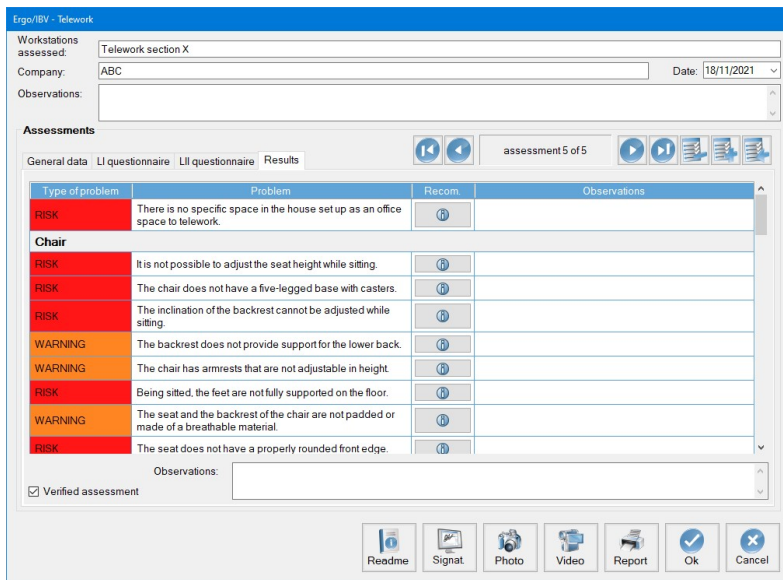 Ergo/IBV - Telework
Workstations
assessed:
Telework section X
Company:
ABC
Date: 18/11/2021
Observations:
Assessments
assessment 5 of 5
General data LI questionnaire LII questionnaire Results
Type of problem Problem Recom. Observations
RISK
There is no specific space in the house set up as an office
space to telework.
Chair
RISK It is not possible to adjust the seat height while sitting.
RISK The chair does not have a five-legged base with casters.
RISK
The inclination of the backrest cannot be adjusted while
sitting.
WARNING The backrest does not provide support for the lower back.
WARNING The chair has armrests that are not adjustable in height.
RISK Being sitted, the feet are not fully supported on the floor.
WARNING
The seat and the backrest of the chair are not padded or
made of a breathable material.
RISK The seat does not have a properly rounded front edge.
Observations:
Verified assessment
Readme Signat. Photo Video Report Ok Cancel